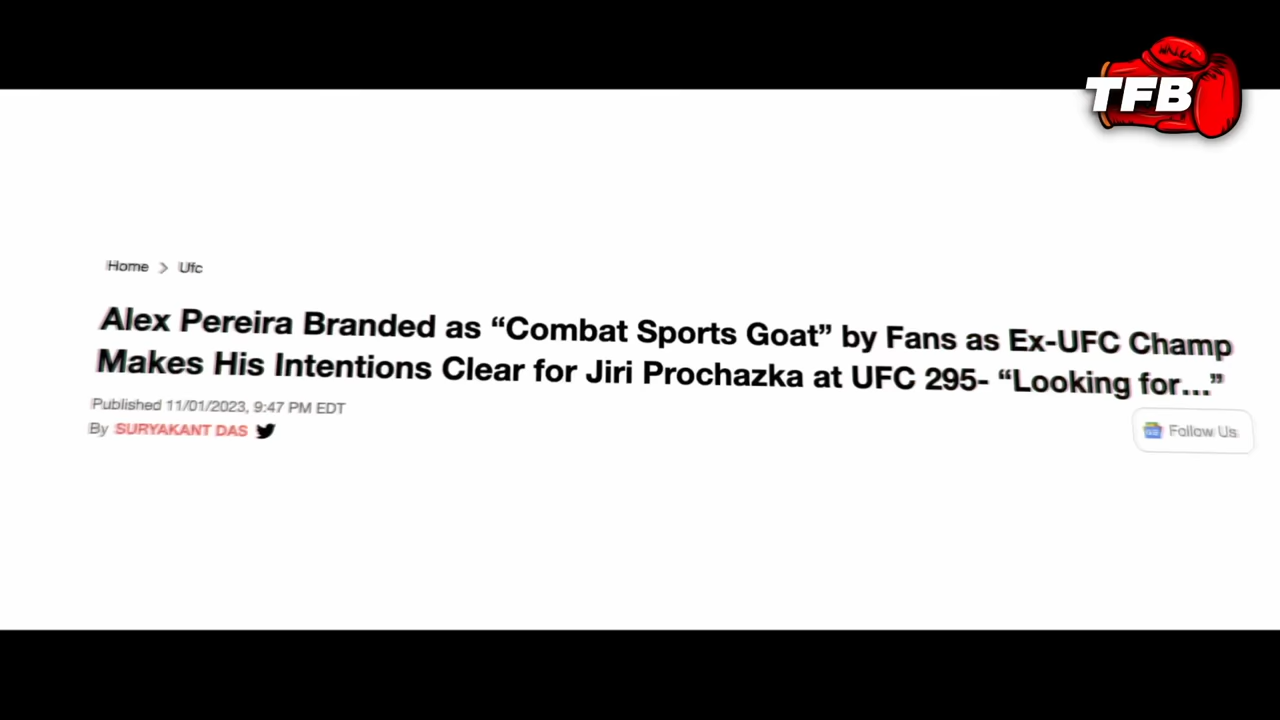 TFB
Home > Ufc
Alex Pereira Branded as “Combat Sports Goat” by Fans as Ex-UFC Champ
Makes His Intentions Clear for Jiri Prochazka at UFC 295- “Looking for...”
Published 11/01/2023, 9:47 PM EDT
By SURYAKANT DAS
Follow Us